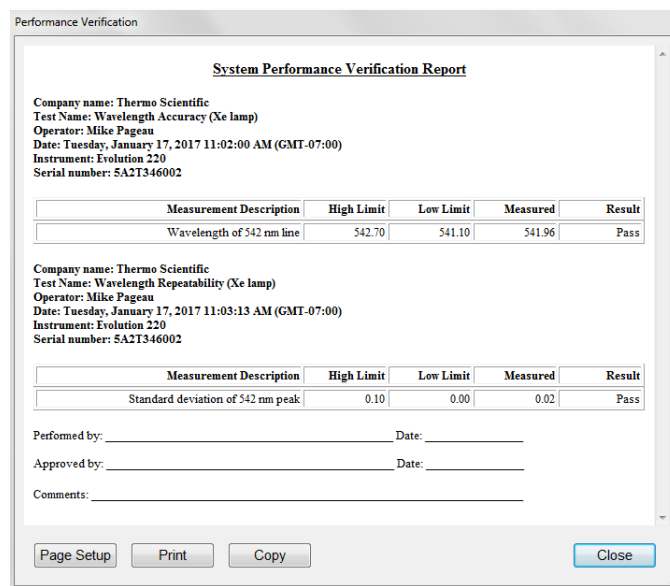 Performance Verification
System Performance Verification Report
Company name: Thermo Scientific
Test Name: Wavelength Accuracy (Xe lamp)
Operator: Mike Pageau
Date: Tuesday, January 17, 2017 11:02:00 AM (GMT-07:00)
Instrument: Evolution 220
Serial number: 5A2T346002
Measurement Description High Limit Low Limit Measured Result
Wavelength of 542 nm line 542.70 541.10 541.96 Pass
Company name: Thermo Scientific
Test Name: Wavelength Repeatability (Xe lamp)
Operator: Mike Pageau
Date: Tuesday, January 17, 2017 11:03:13 AM (GMT-07:00)
Instrument: Evolution 220
Serial number: 5A2T346002
Measurement Description High Limit Low Limit Measured Result
Standard deviation of 542 nm peak 0.10 0.00 0.02 Pass
Performed by: Date:
Approved by: Date:
Comments:
Page Setup Print Copy Close